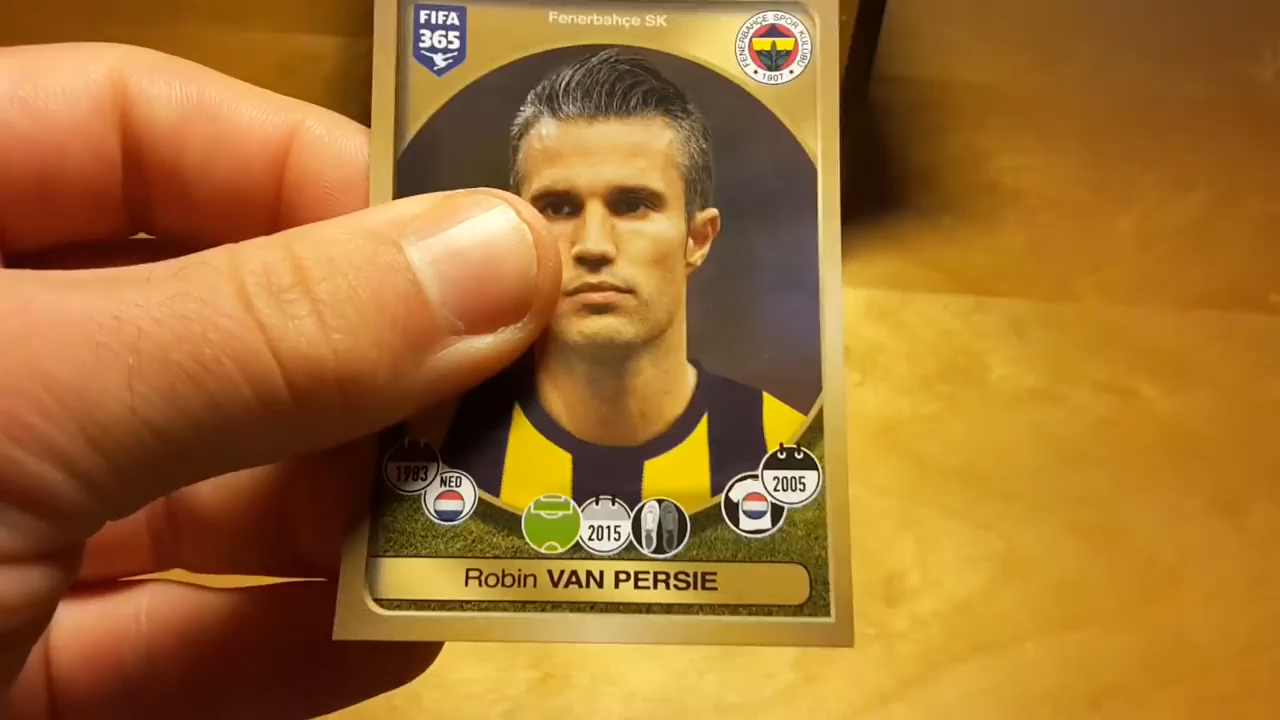 FIFA
365
Fenerbahçe SK
FENERBAHÇE SPOR KULÜBÜ
1907
1983
NED
2015
2005
Robin VAN PERSIE